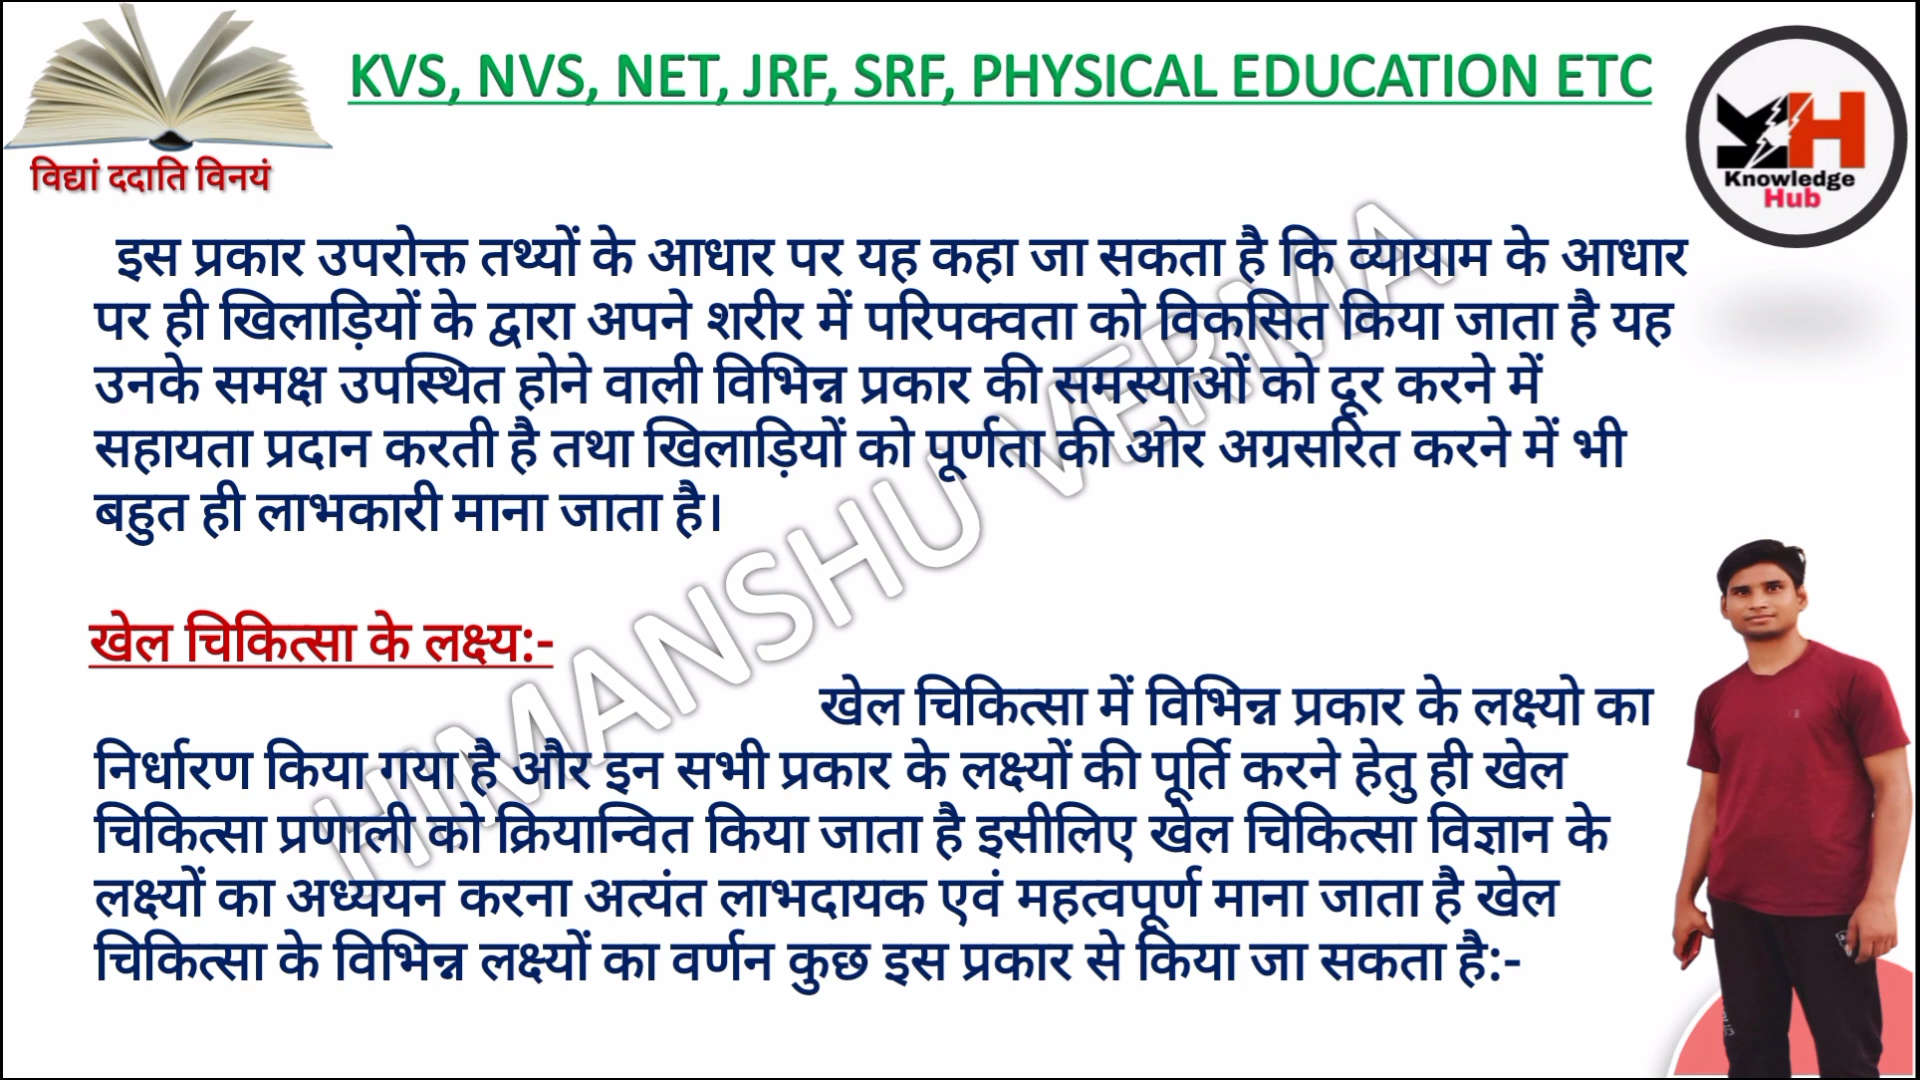 KVS, NVS, NET, JRF, SRF, PHYSICAL EDUCATION ETC
विद्यां ददाति विनयं
KH
Knowledge
Hub
इस प्रकार उपरोक्त तथ्यों के आधार पर यह कहा जा सकता है कि व्यायाम के आधार
पर ही खिलाड़ियों के द्वारा अपने शरीर में परिपक्वता को विकसित किया जाता है यह
उनके समक्ष उपस्थित होने वाली विभिन्न प्रकार की समस्याओं को दूर करने में
सहायता प्रदान करती है तथा खिलाड़ियों को पूर्णता की ओर अग्रसरित करने में भी
बहुत ही लाभकारी माना जाता है।
HIMANSHU VERMA
खेल चिकित्सा के लक्ष्य:-
खेल चिकित्सा में विभिन्न प्रकार के लक्ष्यो का
निर्धारण किया गया है और इन सभी प्रकार के लक्ष्यों की पूर्ति करने हेतु ही खेल
चिकित्सा प्रणाली को क्रियान्वित किया जाता है इसीलिए खेल चिकित्सा विज्ञान के
लक्ष्यों का अध्ययन करना अत्यंत लाभदायक एवं महत्वपूर्ण माना जाता है खेल
चिकित्सा के विभिन्न लक्ष्यों का वर्णन कुछ इस प्रकार से किया जा सकता है:-